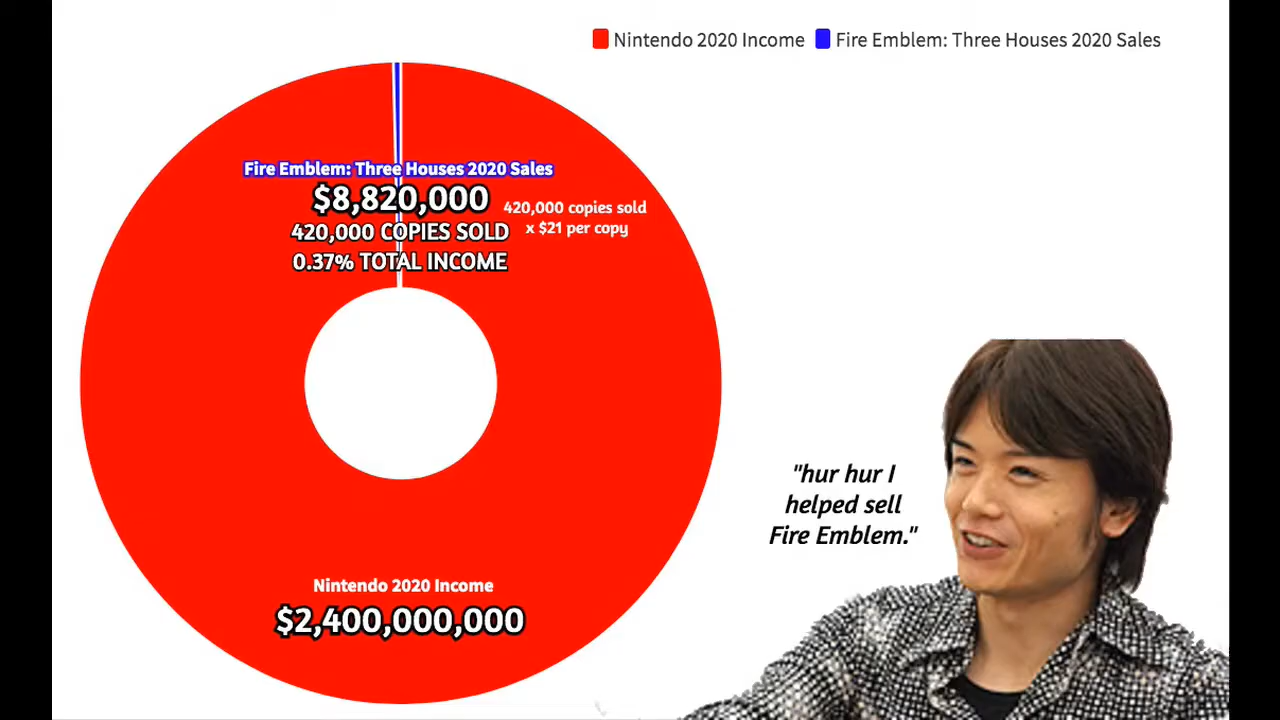 Nintendo 2020 Income
Fire Emblem: Three Houses 2020 Sales
Fire Emblem: Three Houses 2020 Sales
$8,820,000
420,000 COPIES SOLD
0.37% TOTAL INCOME
420,000 copies sold
x $21 per copy
"hur hur I
helped sell
Fire Emblem."
Nintendo 2020 Income
$2,400,000,000